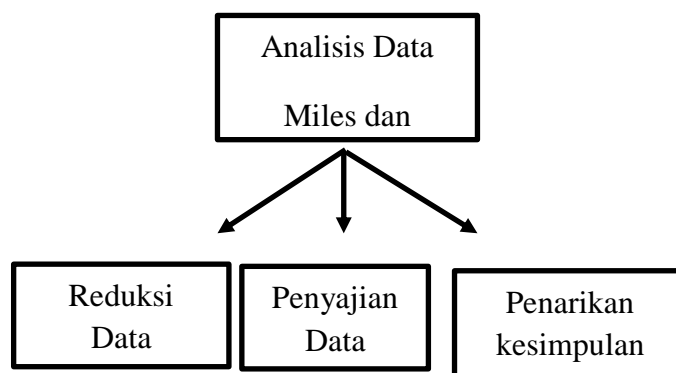 Analisis Data
Miles dan
Reduksi
Data
Penyajian
Data
Penarikan
kesimpulan